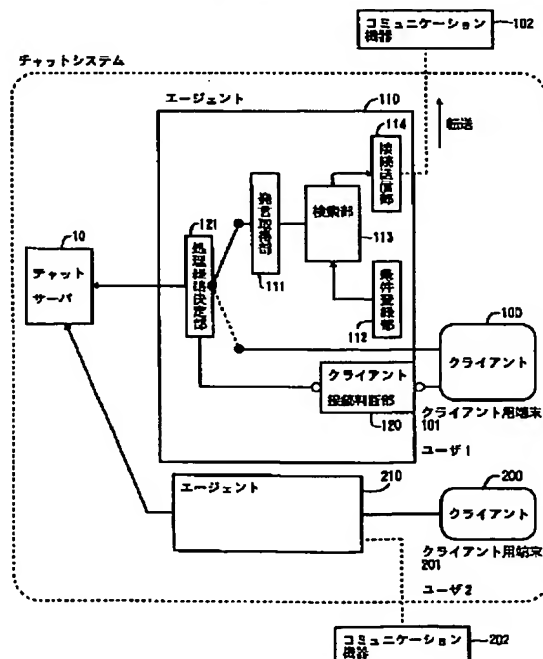 コミュニケーション
機器
102
チャットシステム
エージェント
110
114
転送
送信部
発言取得部
111
検索部
113
121
処理経路決定部
10
チャット
サーバ
条件登録部
112
100
クライアント
クライアント
接続判断部
120
クライアント用端末
101
ユーザ1
エージェント
210
200
クライアント
クライアント用端末
201
ユーザ2
コミュニケーション
機器
202